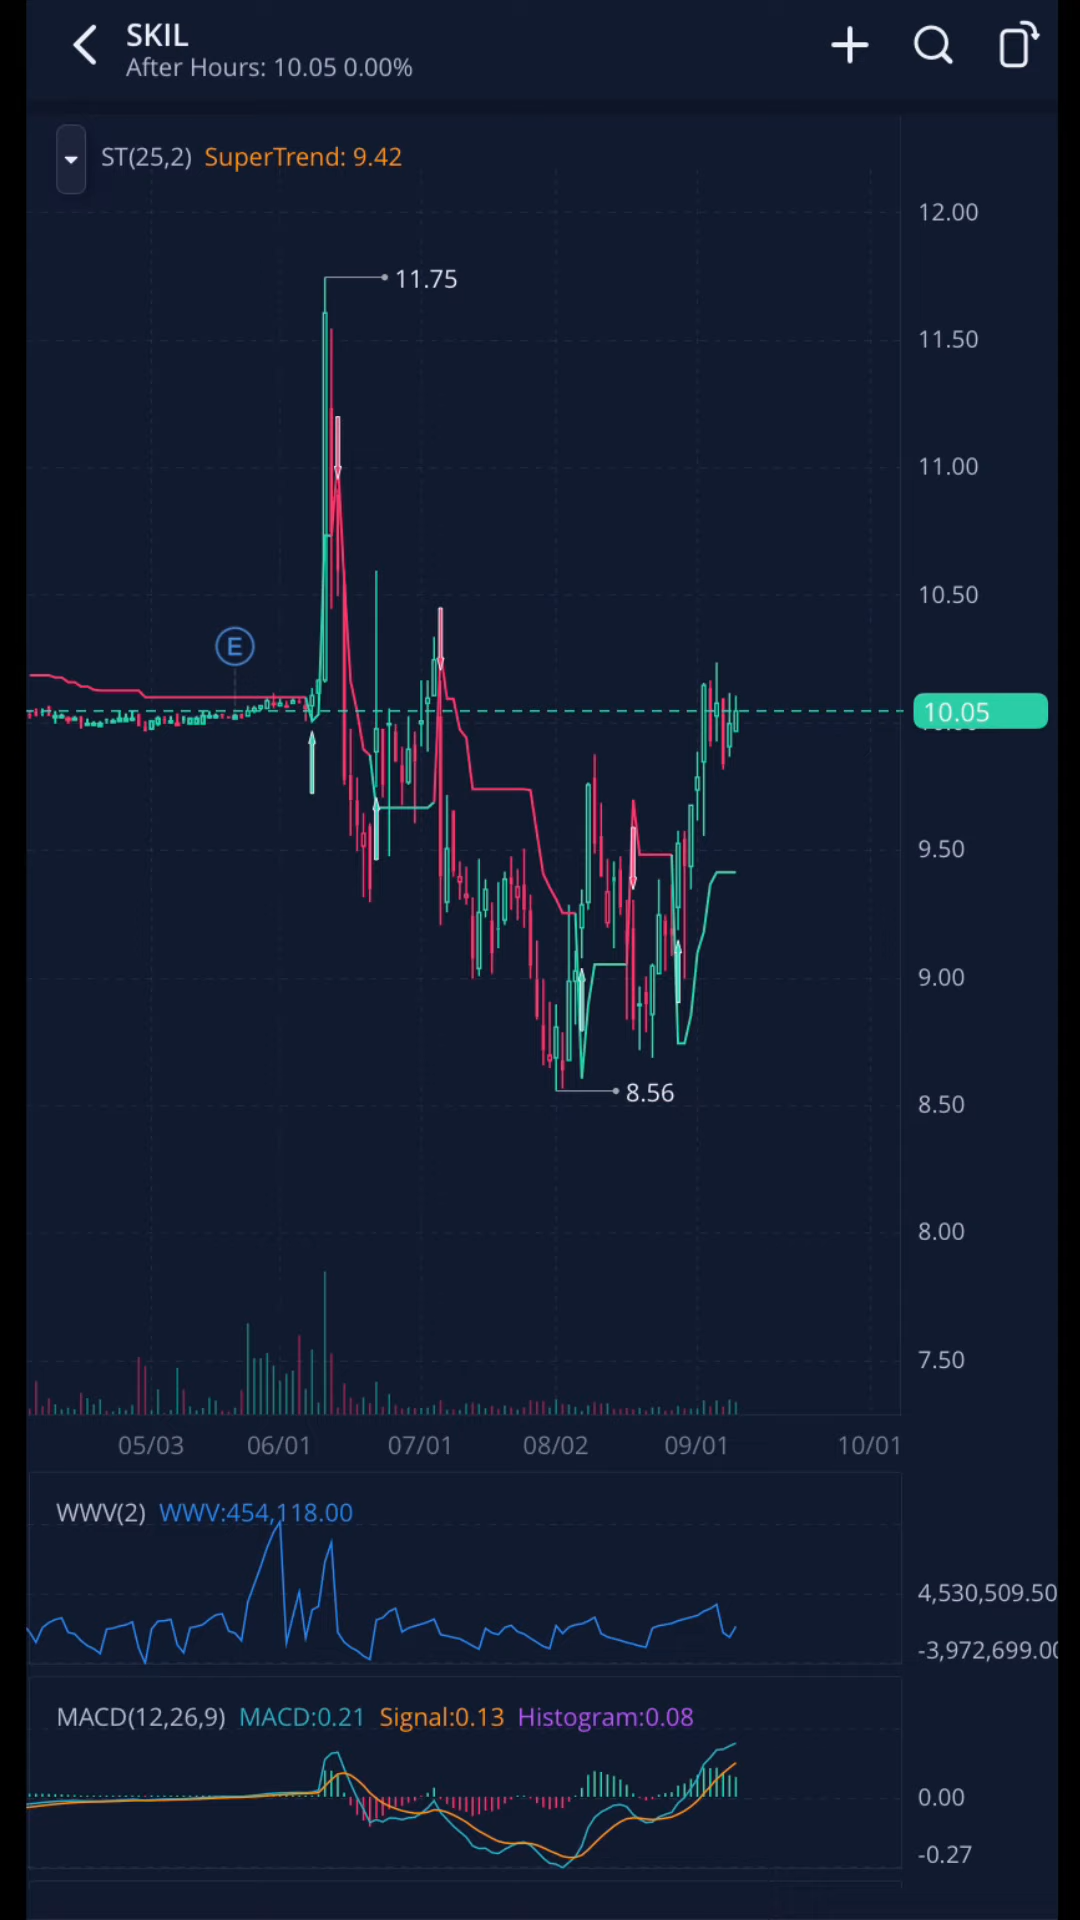 SKIL
After Hours: 10.05 0.00%
ST(25,2) SuperTrend: 9.42
12.00
11.75
11.50
11.00
10.50
E
10.05
9.50
9.00
8.56
8.50
8.00
7.50
05/03 06/01 07/01 08/02 09/01 10/01
WWV(2) WWV:454,118.00
4,530,509.50
-3,972,699.00
MACD(12,26,9) MACD:0.21 Signal:0.13 Histogram:0.08
0.00
-0.27